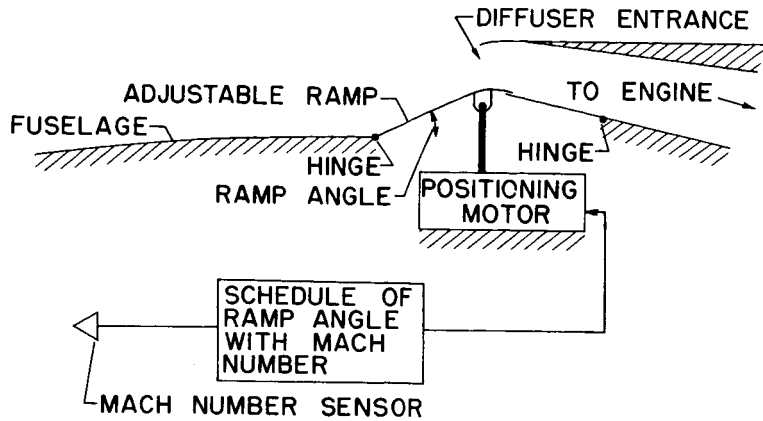 DIFFUSER ENTRANCE
ADJUSTABLE RAMP
TO ENGINE
FUSELAGE
HINGE
HINGE
RAMP ANGLE
POSITIONING
MOTOR
SCHEDULE OF
RAMP ANGLE
WITH MACH
NUMBER
MACH NUMBER SENSOR